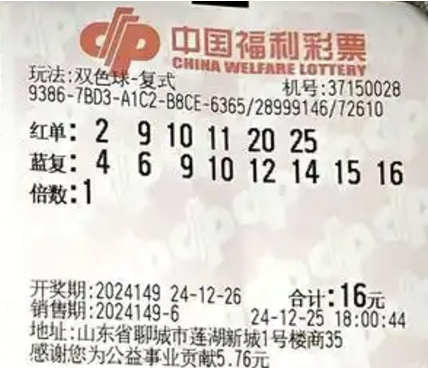 中国福利彩票
CHINA WELFARE LOTTERY
玩法:双色球-复式 机号:37150028
9386-7BD3-A1C2-B8CE-6365/28999146/72610
红单: 2 9 10 11 20 25
蓝复: 4 6 9 10 12 14 15 16
倍数:1
开奖期:2024149 24-12-26 合计:16元
销售期:2024149-6 24-12-25 18:00:44
地址:山东省聊城市莲湖新城1号楼商35
感谢您为公益事业贡献5.76元